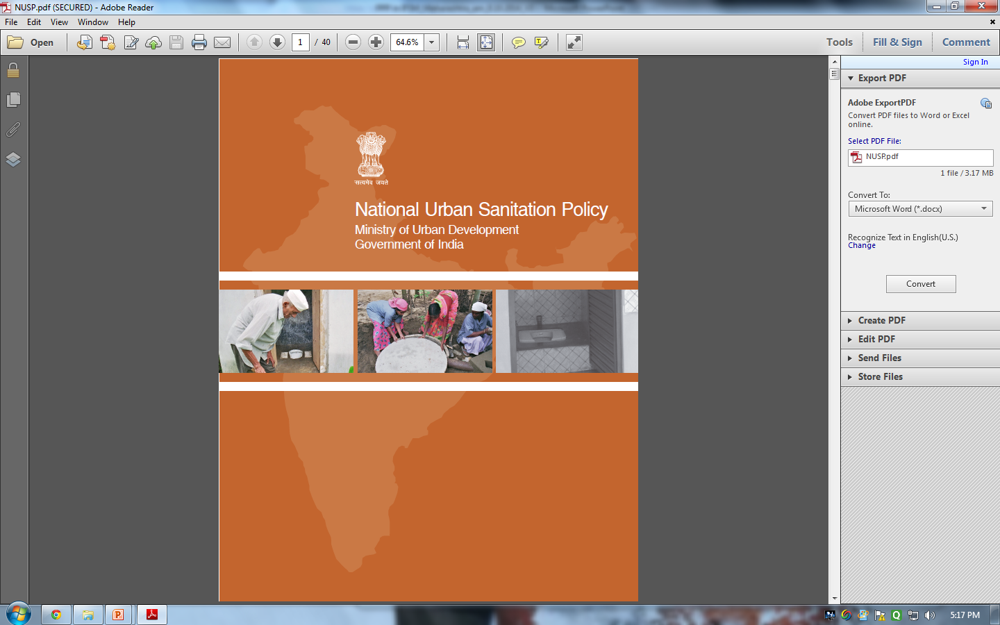 NUSP.pdf (SECURED) - Adobe Reader
File Edit View Window Help
Open 1 / 40 64.6% Tools Fill & Sign Comment
Sign In
Export PDF
Adobe ExportPDF
Convert PDF files to Word or Excel
online.
Select PDF File:
NUSP.pdf
1 file / 3.17 MB
Convert To:
Microsoft Word (*.docx)
Recognize Text in English(U.S.)
Change
Convert
Create PDF
Edit PDF
Send Files
Store Files
सत्यमेव जयते
National Urban Sanitation Policy
Ministry of Urban Development
Government of India
5:17 PM